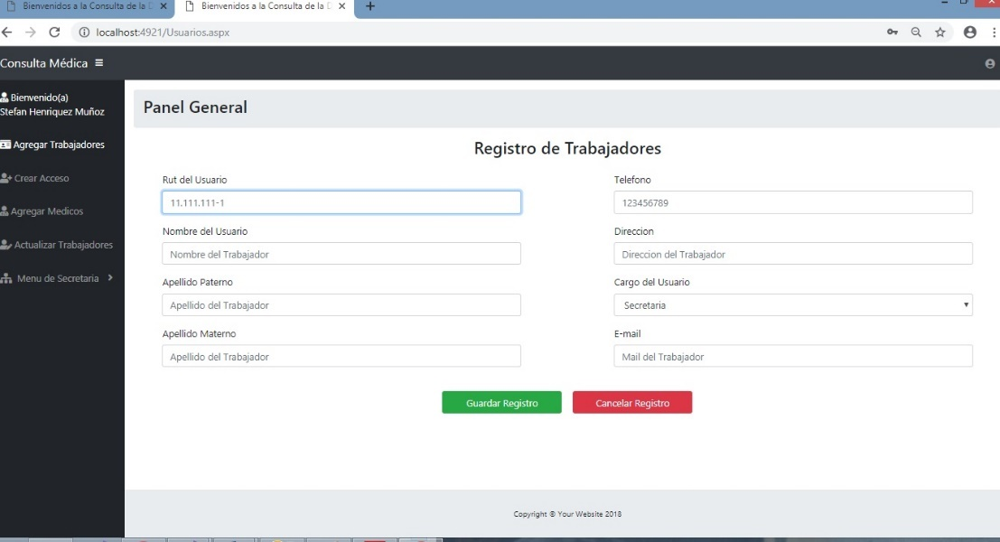 Bienvenidos a la Consulta de la D
Bienvenidos a la Consulta de la D
localhost:4921/Usuarios.aspx
Consulta Médica
Bienvenido(a)
Stefan Henriquez Muñoz
Agregar Trabajadores
Crear Acceso
Agregar Medicos
Actualizar Trabajadores
Menu de Secretaria
Panel General
Registro de Trabajadores
Rut del Usuario
11.111.111-1
Nombre del Usuario
Nombre del Trabajador
Apellido Paterno
Apellido del Trabajador
Apellido Materno
Apellido del Trabajador
Telefono
123456789
Direccion
Direccion del Trabajador
Cargo del Usuario
Secretaria
E-mail
Mail del Trabajador
Guardar Registro
Cancelar Registro
Copyright © Your Website 2018